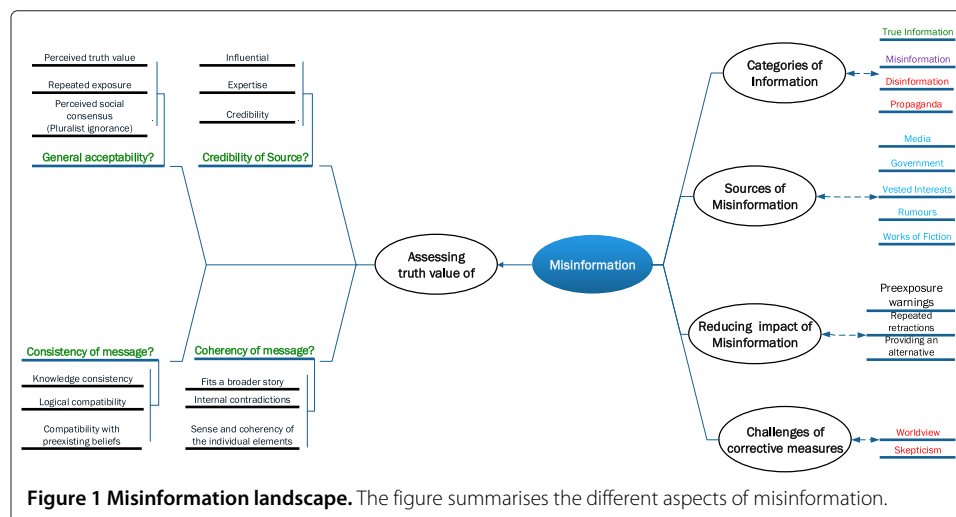 Perceived truth value
Repeated exposure
Perceived social
consensus
(Pluralist ignorance)
General acceptability?
Influential
Expertise
Credibility
Credibility of Source?
Consistency of message?
Knowledge consistency
Logical compatibility
Compatibility with
preexisting beliefs
Coherency of message?
Fits a broader story
Internal contradictions
Sense and coherency of
the individual elements
Assessing
truth value of
Misinformation
Categories of
Information
True Information
Misinformation
Disinformation
Propaganda
Sources of
Misinformation
Media
Government
Vested Interests
Rumours
Works of Fiction
Reducing impact of
Misinformation
Preexposure
warnings
Repeated
retractions
Providing an
alternative
Challenges of
corrective measures
Worldview
Skepticism
Figure 1 Misinformation landscape. The figure summarises the different aspects of misinformation.